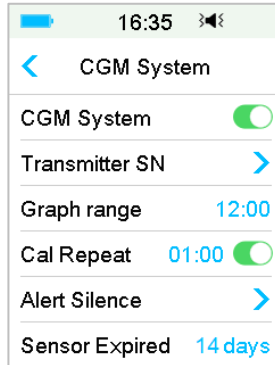 16:35
CGM System
CGM System
Transmitter SN
Graph range 12:00
Cal Repeat 01:00
Alert Silence
Sensor Expired 14 days